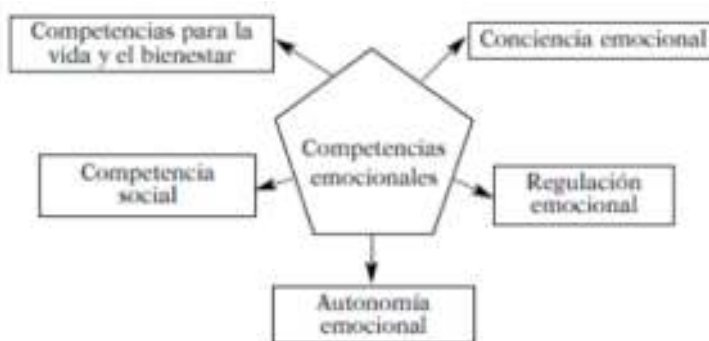 Competencias para la
vida y el bienestar
Conciencia emocional
Competencias
emocionales
Competencia
social
Regulación
emocional
Autonomía
emocional